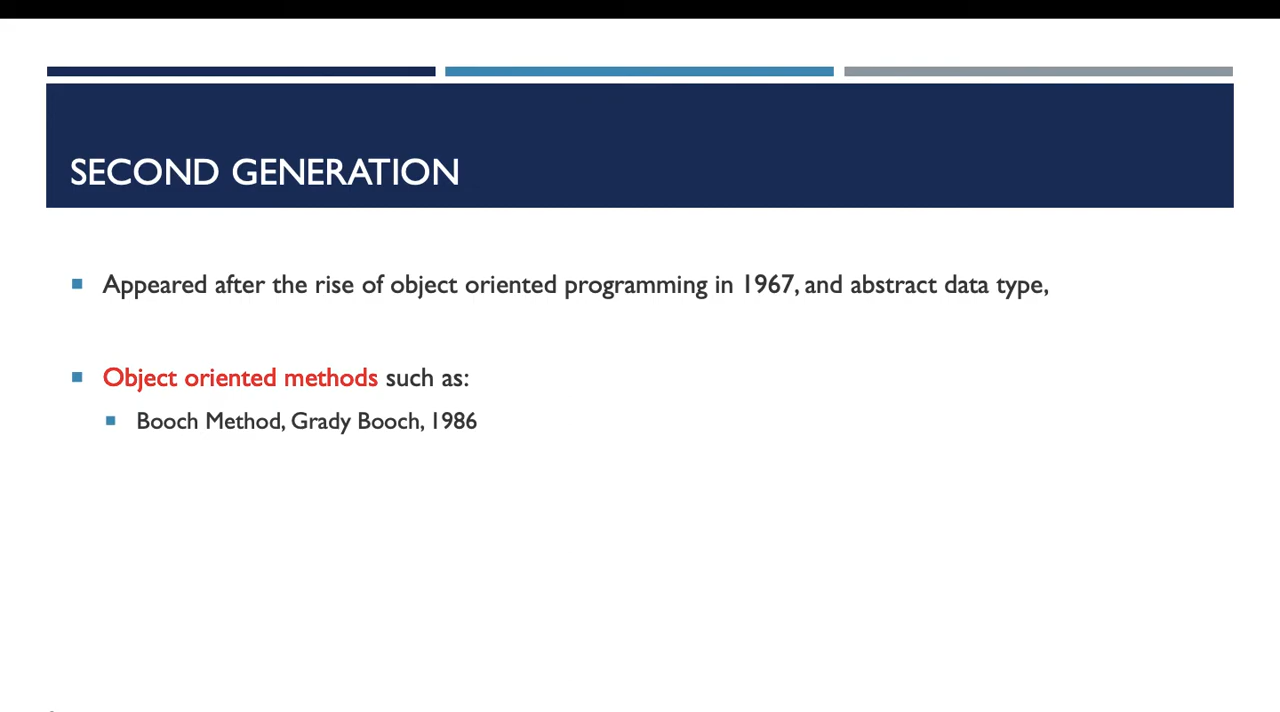 SECOND GENERATION
Appeared after the rise of object oriented programming in 1967, and abstract data type,
Object oriented methods such as:
Booch Method, Grady Booch, 1986